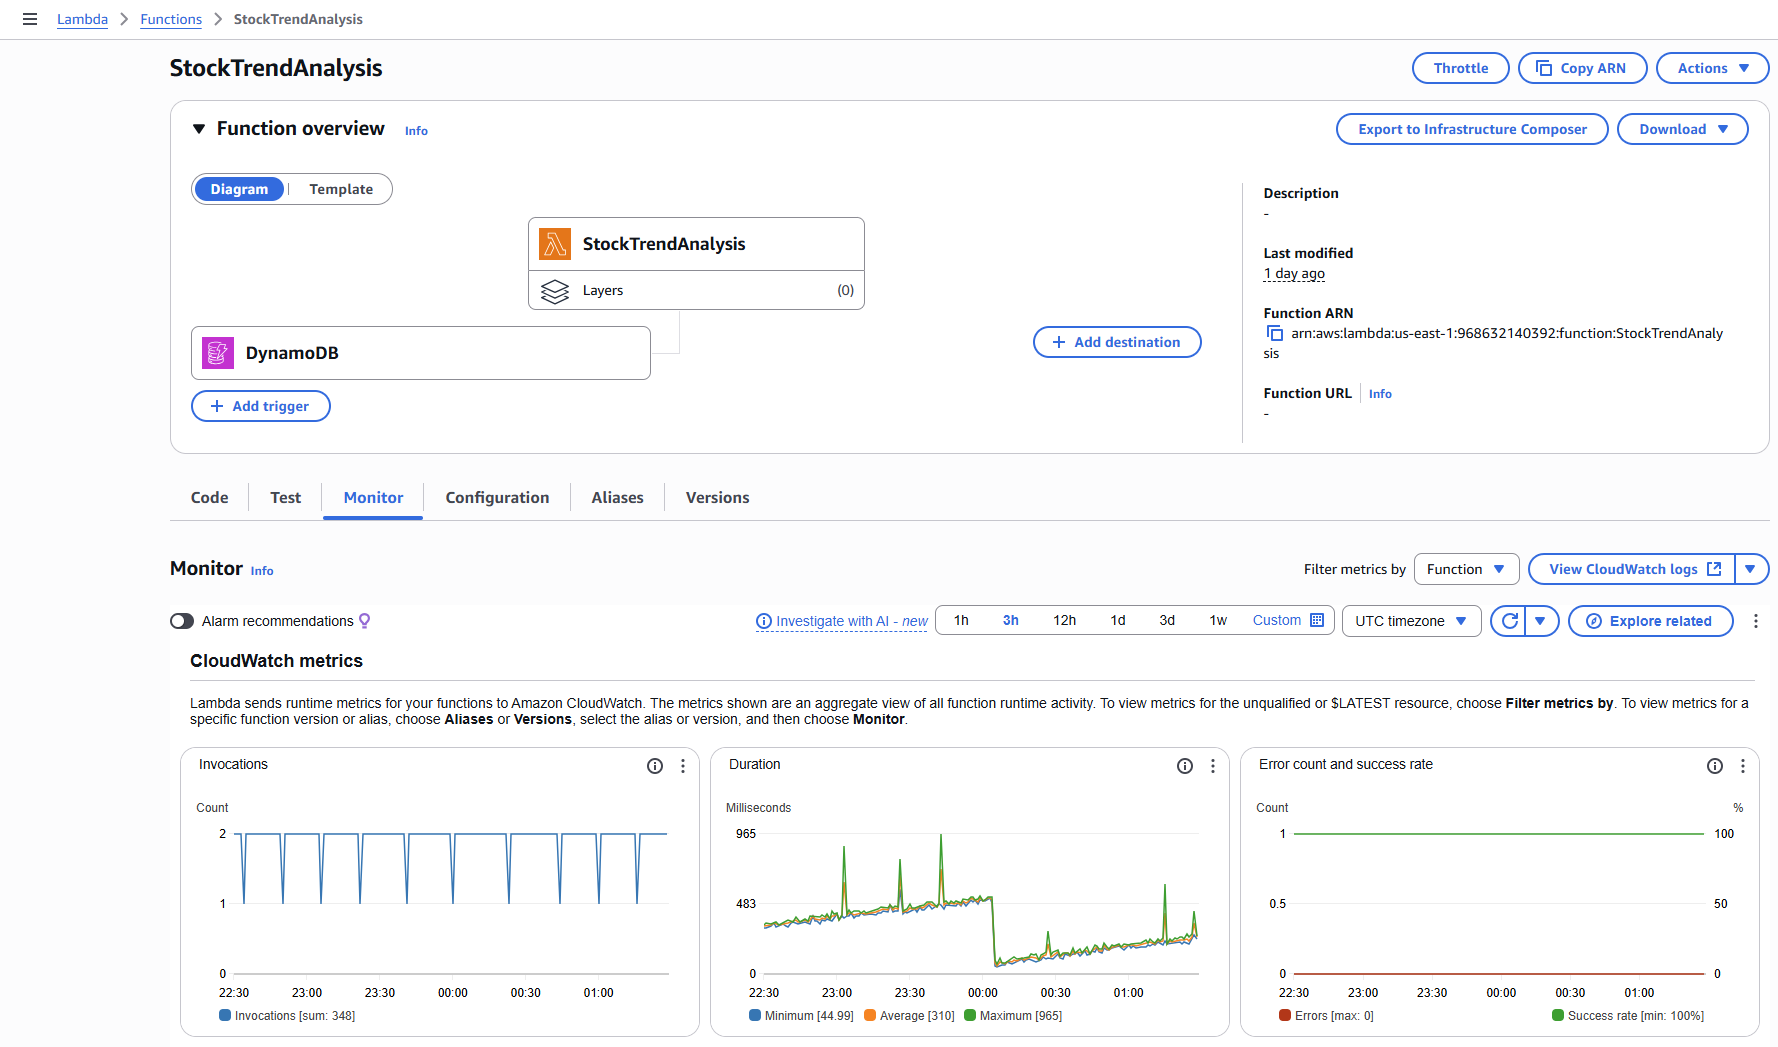 Lambda > Functions > StockTrendAnalysis
StockTrendAnalysis
Throttle
Copy ARN
Actions
Function overview Info
Export to Infrastructure Composer
Download
Diagram
Template
StockTrendAnalysis
Layers (0)
DynamoDB
Add trigger
Add destination
Description
-
Last modified
1 day ago
Function ARN
arn:aws:lambda:us-east-1:968632140392:function:StockTrendAnaly
sis
Function URL Info
-
Code Test Monitor Configuration Aliases Versions
Monitor Info
Filter metrics by Function
View CloudWatch logs
Alarm recommendations
Investigate with AI - new
1h 3h 12h 1d 3d 1w Custom
UTC timezone
Explore related
CloudWatch metrics
Lambda sends runtime metrics for your functions to Amazon CloudWatch. The metrics shown are an aggregate view of all function runtime activity. To view metrics for the unqualified or $LATEST resource, choose Filter metrics by. To view metrics for a
specific function version or alias, choose Aliases or Versions, select the alias or version, and then choose Monitor.
Invocations
Count
2
1
0
22:30 23:00 23:30 00:00 00:30 01:00
Invocations [sum: 348]
Duration
Milliseconds
965
483
0
22:30 23:00 23:30 00:00 00:30 01:00
Minimum [44.99] Average [310] Maximum [965]
Error count and success rate
Count %
1 100
0.5 50
0 0
22:30 23:00 23:30 00:00 00:30 01:00
Errors [max: 0] Success rate [min: 100%]